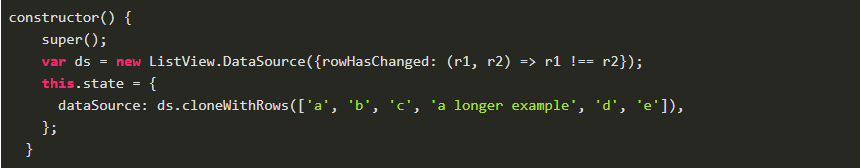 constructor() {
    super();
    var ds = new ListView.DataSource({rowHasChanged: (r1, r2) => r1 !== r2});
    this.state = {
      dataSource: ds.cloneWithRows(['a', 'b', 'c', 'a longer example', 'd', 'e']),
    };
  }